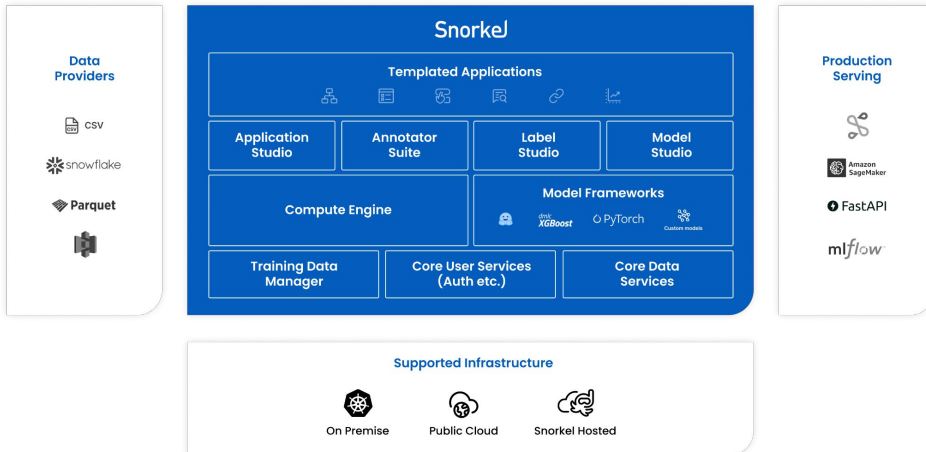 Data
Providers
CSV
CSV
snowflake
Parquet
Snorkel
Templated Applications
Application
Studio
Annotator
Suite
Label
Studio
Model
Studio
Compute Engine
Model Frameworks
dmlc
XGBoost
PyTorch
Custom models
Training Data
Manager
Core User Services
(Auth etc.)
Core Data
Services
Production
Serving
Amazon
SageMaker
FastAPI
mlflow
Supported Infrastructure
On Premise
Public Cloud
Snorkel Hosted